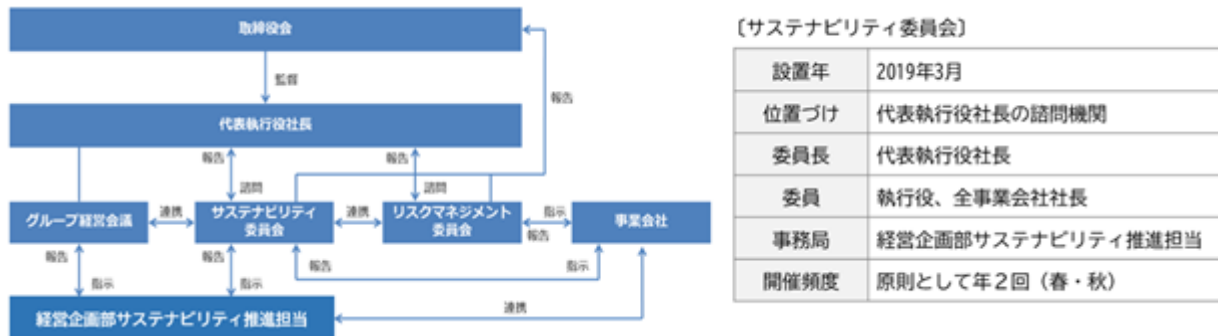 取締役会
監督
報告
代表執行役社長
報告
報告
諮問
諮問
グループ経営会議
連携
サステナビリティ
委員会
連携
リスクマネジメント
委員会
指示
報告
事業会社
報告
指示
報告
指示
報告
指示
連携
経営企画部サステナビリティ推進担当
〔サステナビリティ委員会〕
設置年 2019年3月
位置づけ 代表執行役社長の諮問機関
委員長 代表執行役社長
委員 執行役、全事業会社社長
事務局 経営企画部サステナビリティ推進担当
開催頻度 原則として年２回（春・秋）